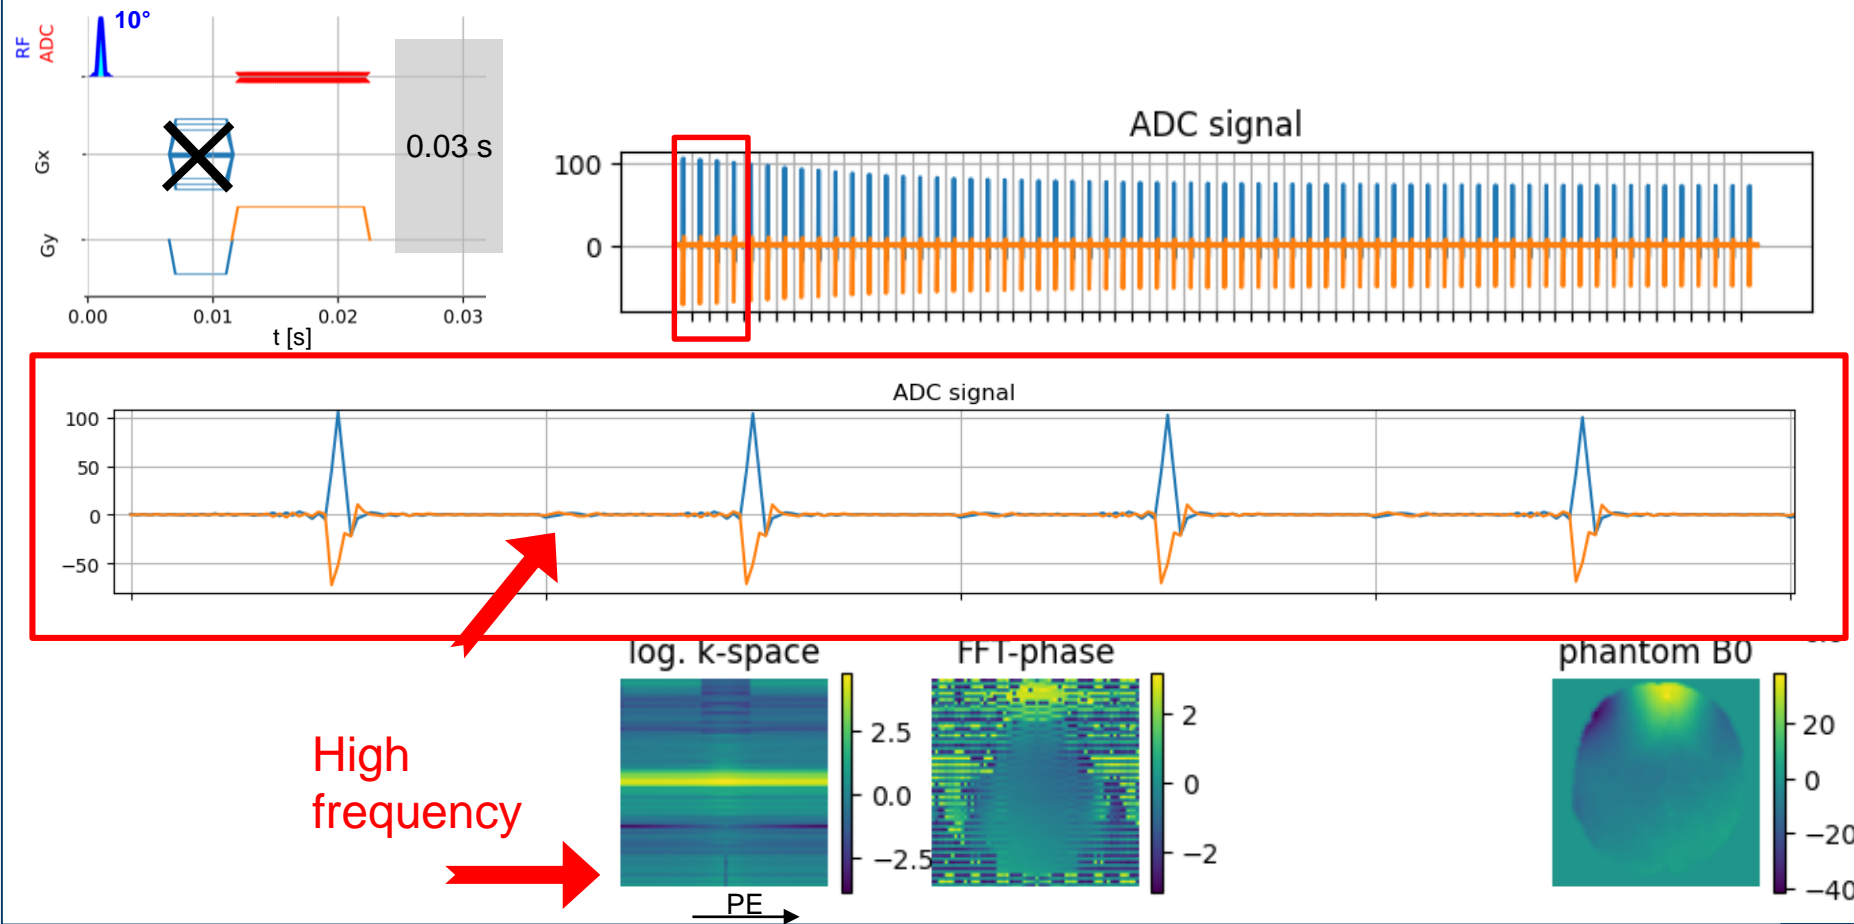 10°
RF
ADC
Gx
Gy
0.03 s
0.00
0.01
0.02
0.03
t [s]
ADC signal
100
0
ADC signal
100
50
0
−50
log. k-space
FFT-phase
phantom B0
2.5
0.0
−2.5
2
0
−2
20
0
−20
−40
High
frequency
PE